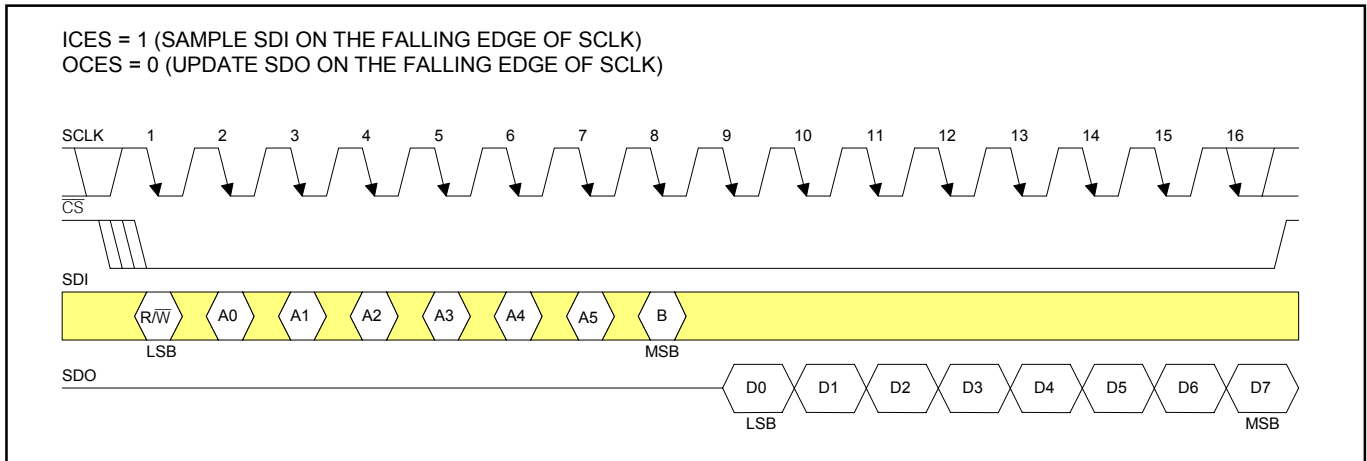 ICES = 1 (SAMPLE SDI ON THE FALLING EDGE OF SCLK)
OCES = 0 (UPDATE SDO ON THE FALLING EDGE OF SCLK)
SCLK 1 2 3 4 5 6 7 8 9 10 11 12 13 14 15 16
C̅S̅
SDI
R/W̅ A0 A1 A2 A3 A4 A5 B
LSB MSB
SDO
D0 D1 D2 D3 D4 D5 D6 D7
LSB MSB